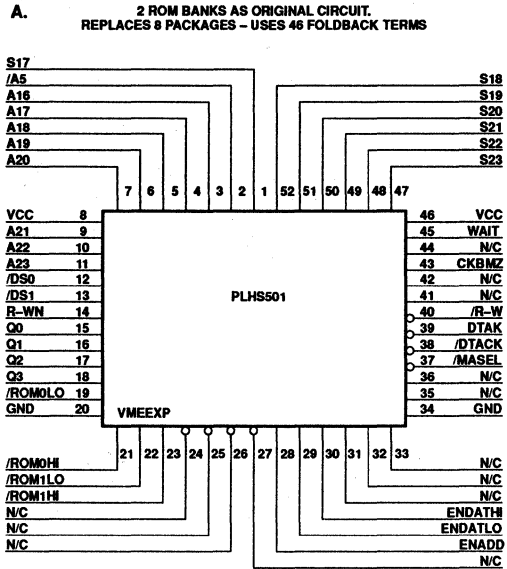 A.
2 ROM BANKS AS ORIGINAL CIRCUIT.
REPLACES 8 PACKAGES – USES 46 FOLDBACK TERMS
S17
/A5
A16
A17
A18
A19
A20
S18
S19
S20
S21
S22
S23
7 6 5 4 3 2 1 52 51 50 49 48 47
VCC 8
A21 9
A22 10
A23 11
/DS0 12
/DS1 13
R–WN 14
Q0 15
Q1 16
Q2 17
Q3 18
/ROM0LO 19
GND 20
PLHS501
VMEEXP
46 VCC
45 WAIT
44 N/C
43 CKBMZ
42 N/C
41 N/C
40 /R–W
39 DTAK
38 /DTACK
37 /MASEL
36 N/C
35 N/C
34 GND
21 22 23 24 25 26 27 28 29 30 31 32 33
/ROM0HI
/ROM1LO
/ROM1HI
N/C
N/C
N/C
N/C
N/C
N/C
ENDATHI
ENDATLO
ENADD
N/C